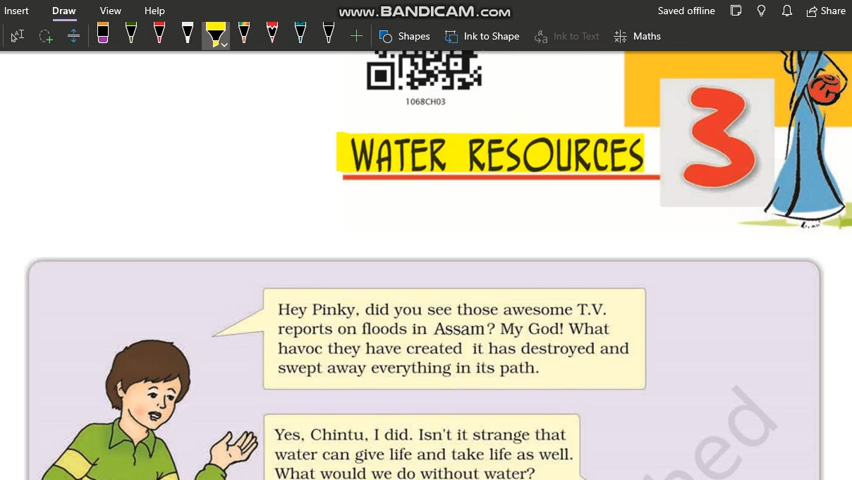 WWW.BANDICAM.COM
Insert Draw View Help Saved offline Share
Shapes Ink to Shape Ink to Text Maths
1068CH03
WATER RESOURCES 3
Hey Pinky, did you see those awesome T.V.
reports on floods in Assam? My God! What
havoc they have created it has destroyed and
swept away everything in its path.
Yes, Chintu, I did. Isn't it strange that
water can give life and take life as well.
What would we do without water?